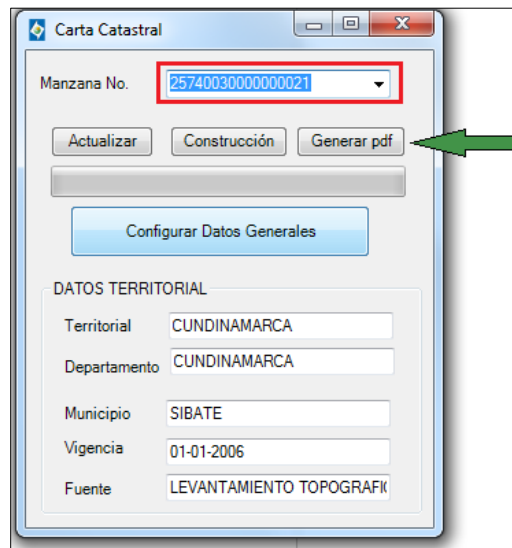 Carta Catastral
Manzana No. 25740030000000021
Actualizar Construcción Generar pdf
Configurar Datos Generales
DATOS TERRITORIAL
Territorial CUNDINAMARCA
Departamento CUNDINAMARCA
Municipio SIBATE
Vigencia 01-01-2006
Fuente LEVANTAMIENTO TOPOGRAFI